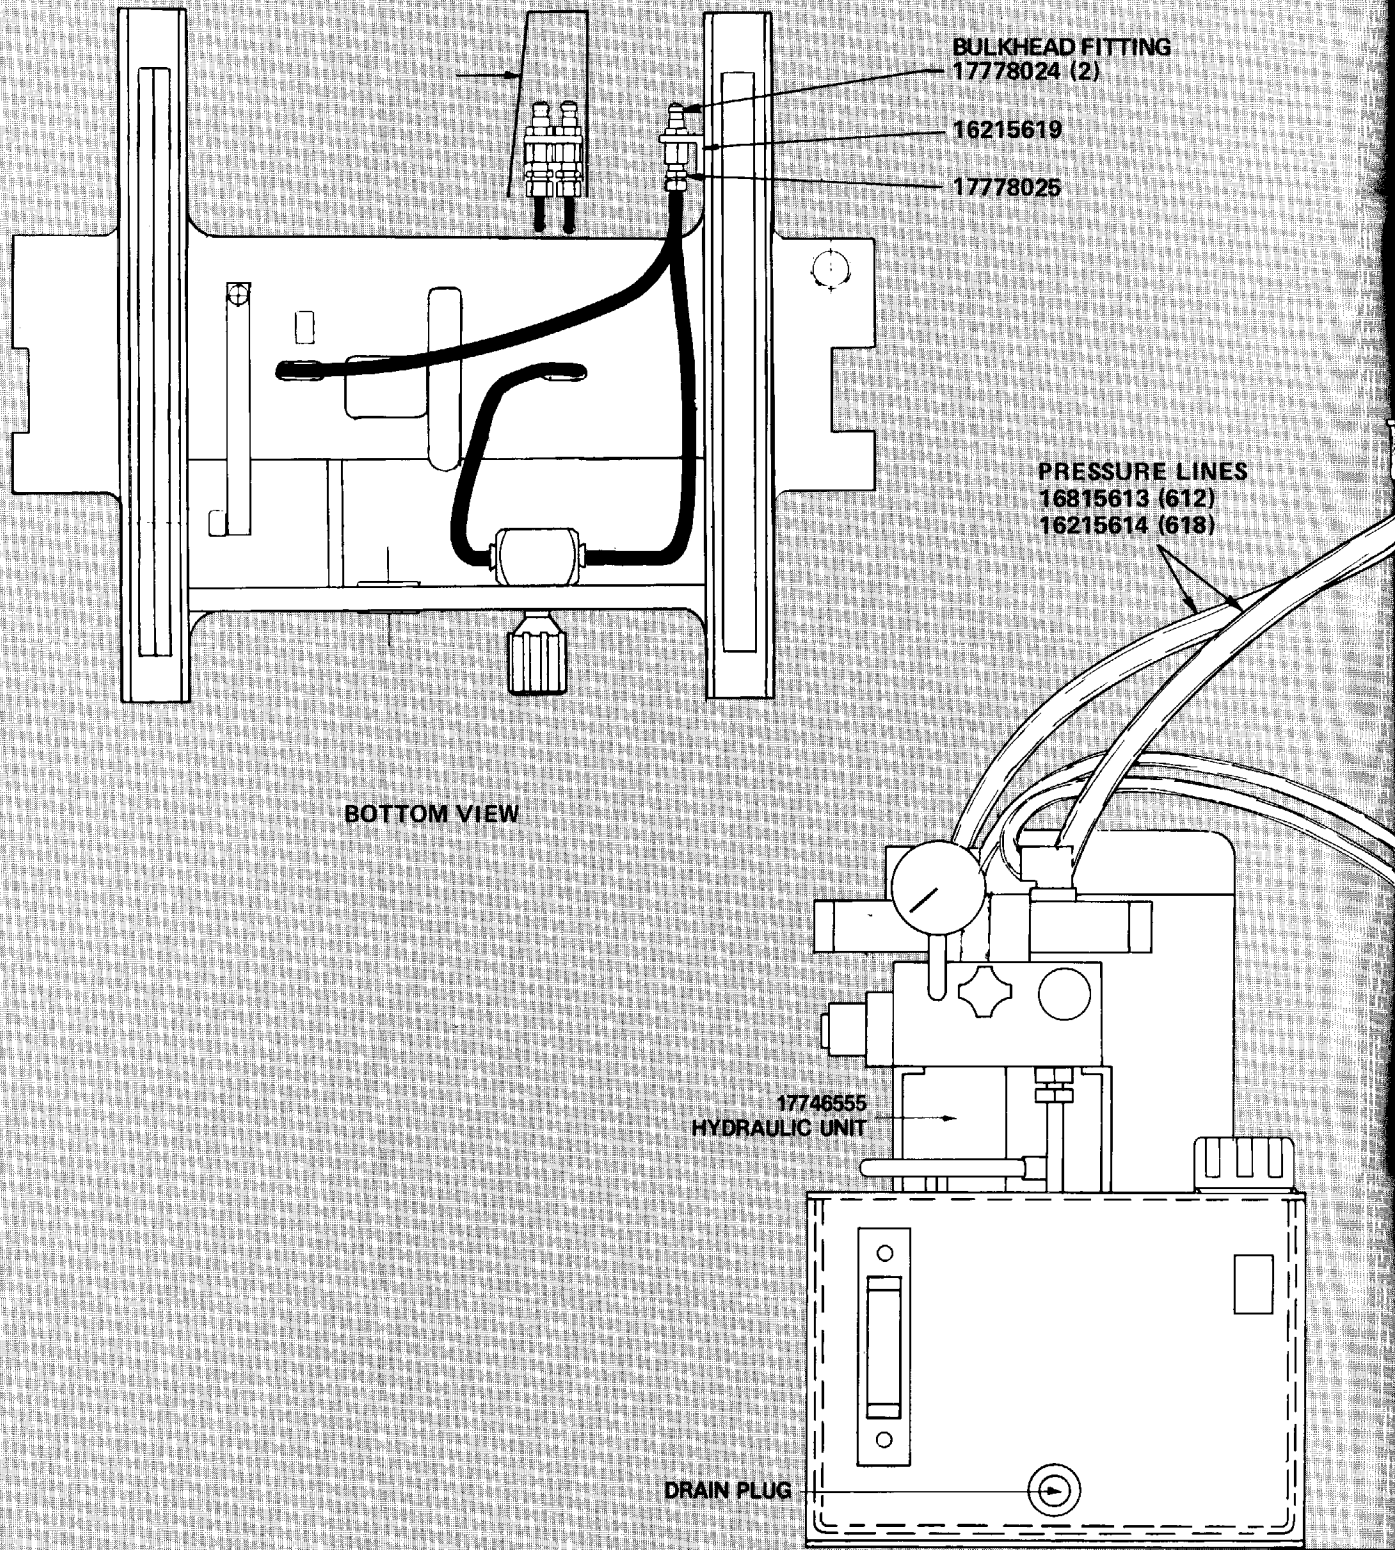 BULKHEAD FITTING
17778024 (2)
16215619
17778025
PRESSURE LINES
16815613 (612)
16215614 (618)
BOTTOM VIEW
17746555
HYDRAULIC UNIT
DRAIN PLUG